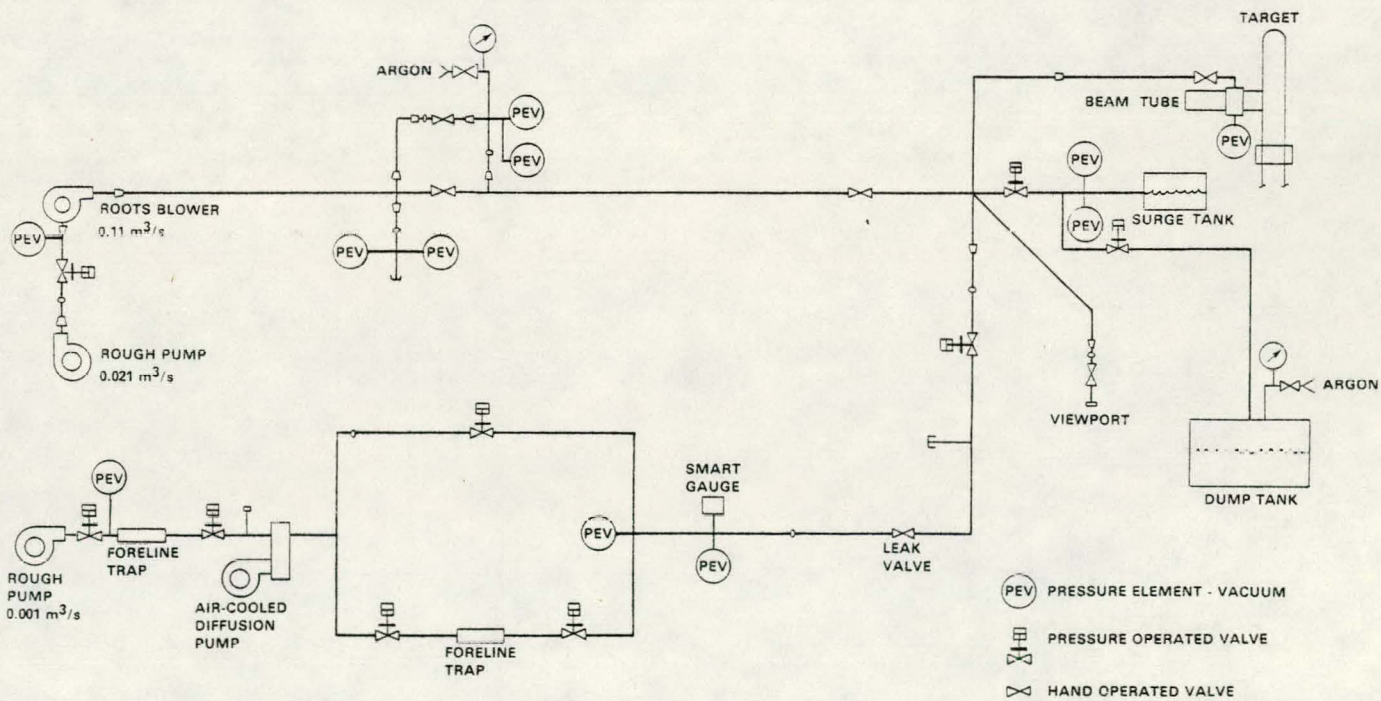 TARGET
ARGON
BEAM TUBE
PEV
PEV
PEV
PEV
ROOTS BLOWER
0.11 m³/s
SURGE TANK
PEV
PEV
PEV
PEV
ROUGH PUMP
0.021 m³/s
ARGON
VIEWPORT
DUMP TANK
PEV
SMART
GAUGE
PEV
PEV
FORELINE
TRAP
LEAK
VALVE
ROUGH
PUMP
0.001 m³/s
AIR-COOLED
DIFFUSION
PUMP
FORELINE
TRAP
PEV PRESSURE ELEMENT - VACUUM
PRESSURE OPERATED VALVE
HAND OPERATED VALVE